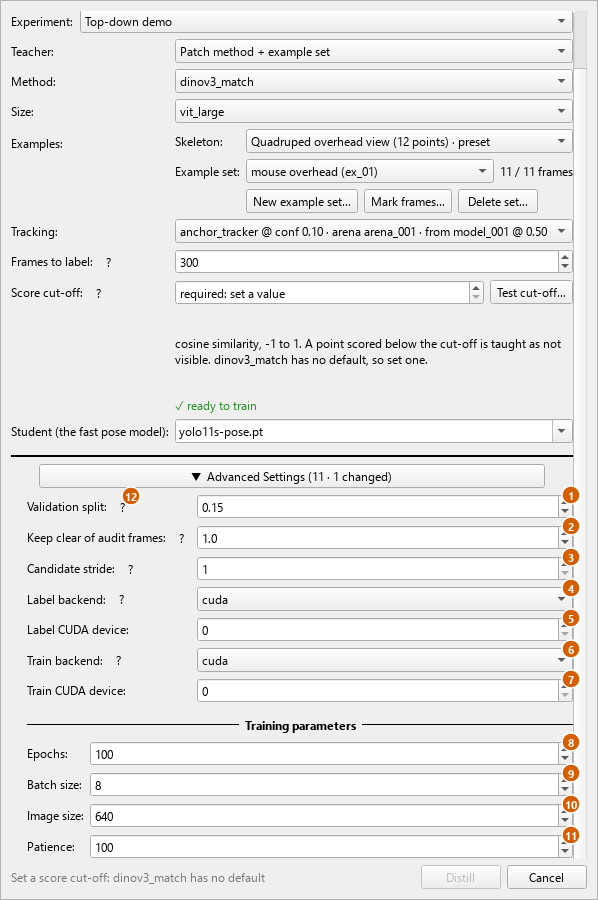 Experiment: Top-down demo
Teacher: Patch method + example set
Method: dinov3_match
Size: vit_large
Examples: Skeleton: Quadruped overhead view (12 points) · preset
Example set: mouse overhead (ex_01) 11 / 11 frames
New example set... Mark frames... Delete set...
Tracking: anchor_tracker @ conf 0.10 · arena arena_001 · from model_001 @ 0.50
Frames to label: ? 300
Score cut-off: ? required: set a value Test cut-off...
cosine similarity, -1 to 1. A point scored below the cut-off is taught as not
visible. dinov3_match has no default, so set one.
✓ ready to train
Student (the fast pose model): yolo11s-pose.pt
▼ Advanced Settings (11 · 1 changed)
Validation split: ? 12 0.15 1
Keep clear of audit frames: ? 1.0 2
Candidate stride: ? 1 3
Label backend: ? cuda 4
Label CUDA device: 0 5
Train backend: ? cuda 6
Train CUDA device: 0 7
Training parameters
Epochs: 100 8
Batch size: 8 9
Image size: 640 10
Patience: 100 11
Set a score cut-off: dinov3_match has no default Distill Cancel